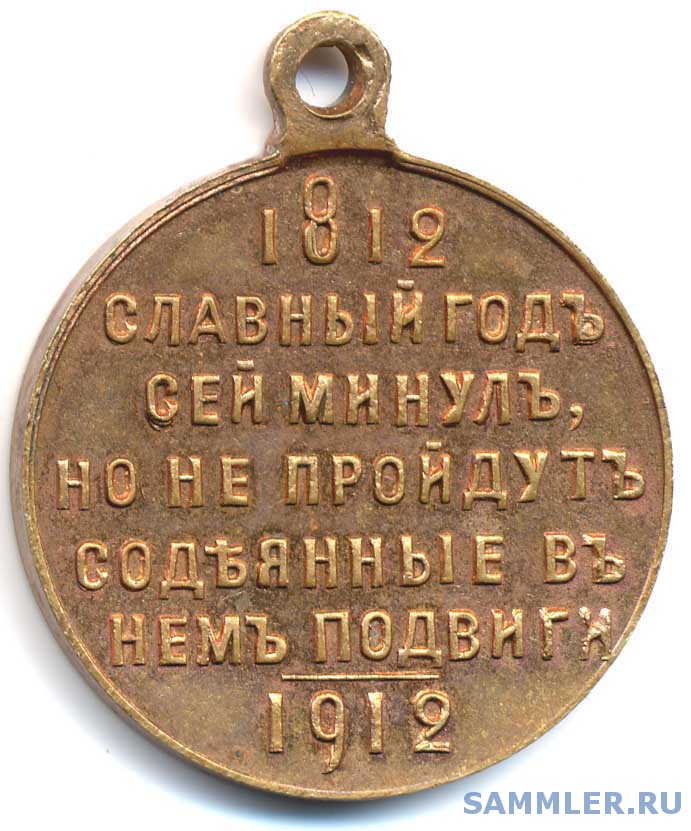 1812
СЛАВНЫЙ ГОДЪ
СЕЙ МИНУЛЪ,
НО НЕ ПРОЙДУТЪ
СОДѢЯННЫЕ ВЪ
НЕМЪ ПОДВИГИ
1912
SAMMLER.RU